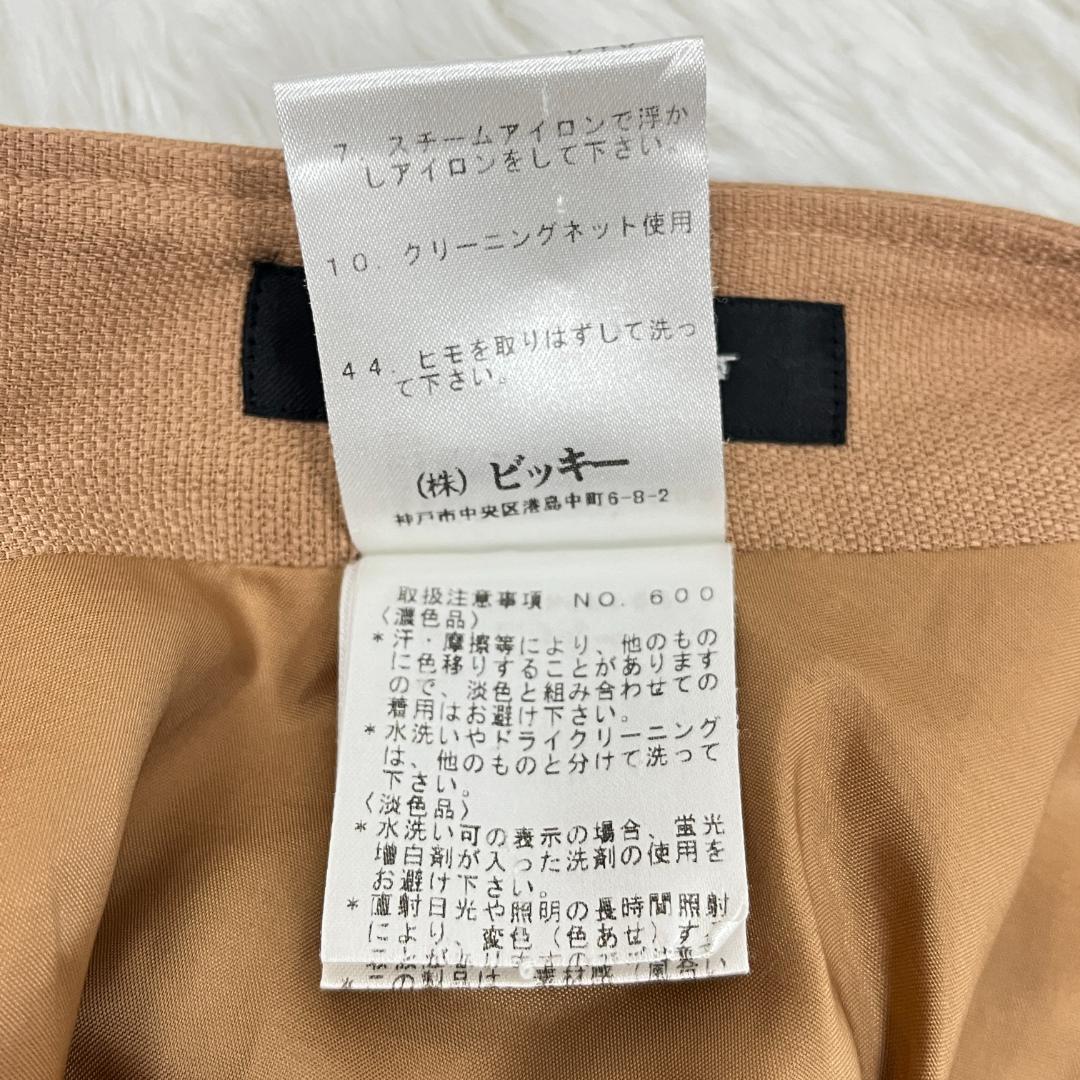 7. スチームアイロンで浮か
しアイロンをして下さい。
10. クリーニングネット使用
44. ヒモを取りはずして洗っ
て下さい。
(株) ビッキー
神戸市中央区港島中町6-8-2
取扱注意事項 NO. 600
〈濃色品〉
*汗・摩擦等により、他のもの
に色移りすることがあります
ので、淡色と組み合わせての
着用はお避け下さい。
*水洗いやドライクリーニング
は、他のものと分けて洗って
下さい。
〈淡色品〉
*水洗い可の表示の場合、蛍光
増白剤が入った洗剤の使用を
お避け下さい。
*直射日光や照明の長時間照射
により、変色(色あせ)す